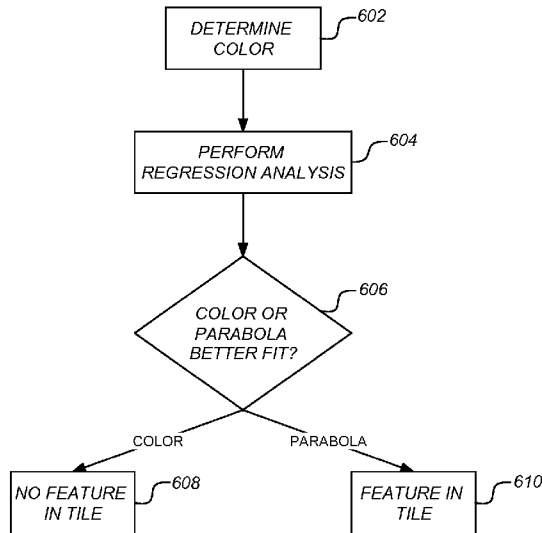 DETERMINE
COLOR
602
PERFORM
REGRESSION ANALYSIS
604
COLOR OR
PARABOLA
BETTER FIT?
606
COLOR
PARABOLA
NO FEATURE
IN TILE
608
FEATURE IN
TILE
610